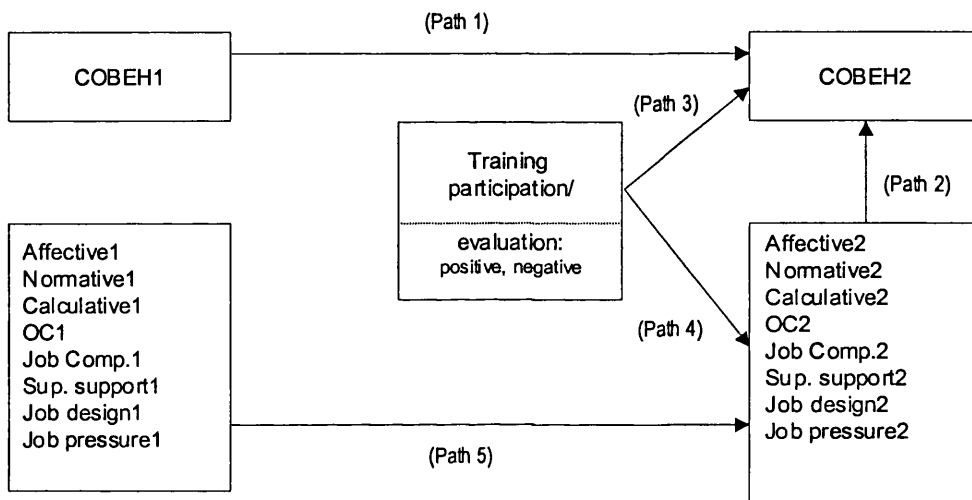 (Path 1)
COBEH1
COBEH2
(Path 3)
Training
participation/
evaluation:
positive, negative
(Path 2)
Affective1
Normative1
Calculative1
OC1
Job Comp.1
Sup. support1
Job design1
Job pressure1
(Path 4)
Affective2
Normative2
Calculative2
OC2
Job Comp.2
Sup. support2
Job design2
Job pressure2
(Path 5)